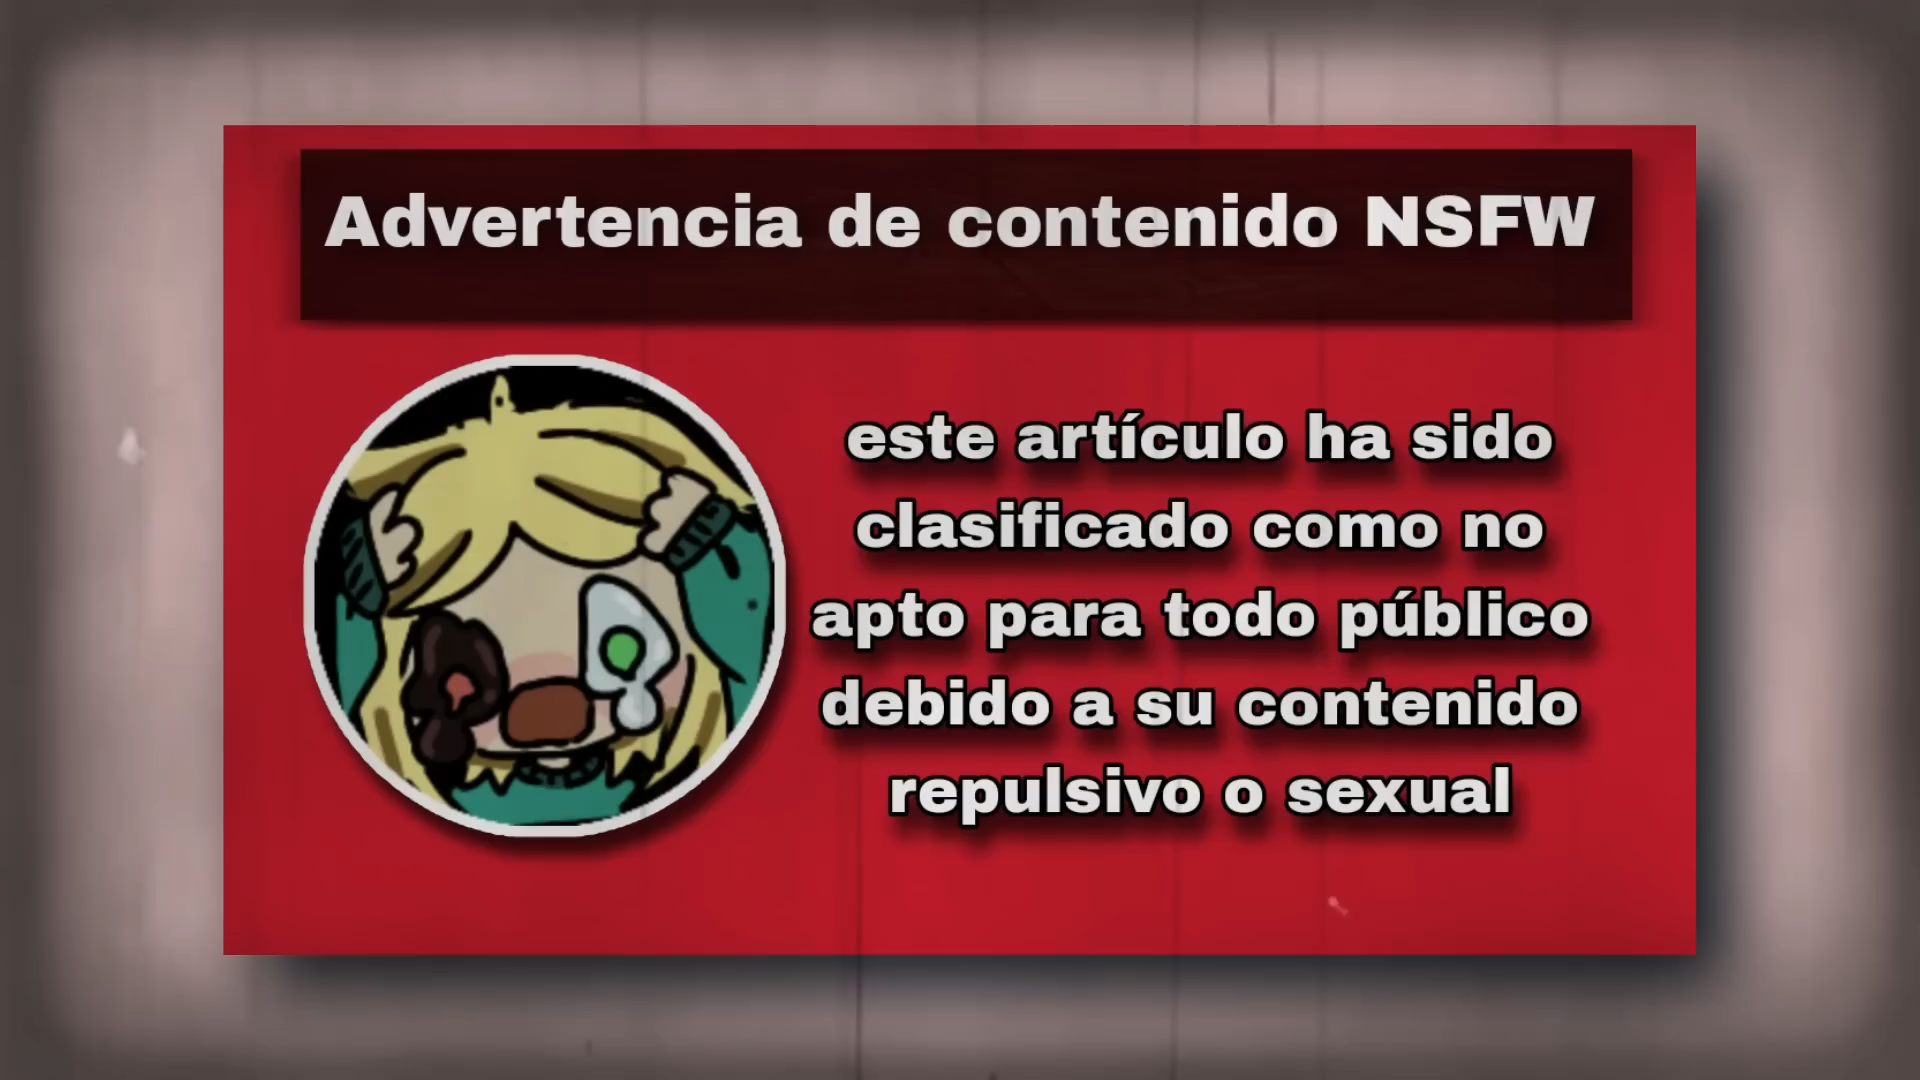 Advertencia de contenido NSFW
este artículo ha sido
clasificado como no
apto para todo público
debido a su contenido
repulsivo o sexual